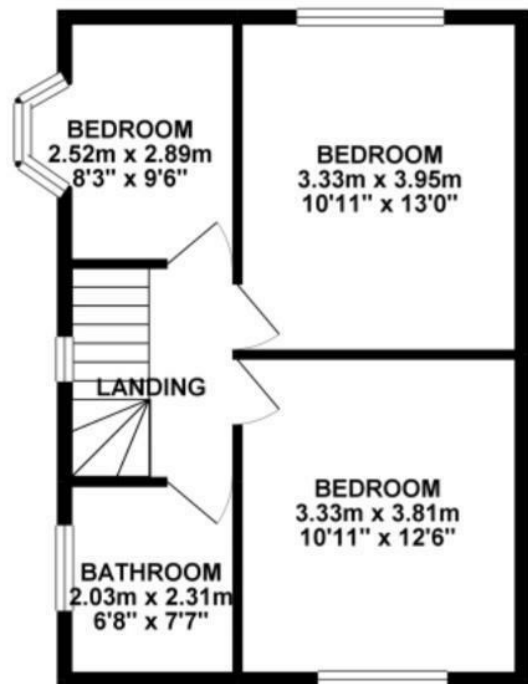 BEDROOM
2.52m x 2.89m
8'3" x 9'6"
BEDROOM
3.33m x 3.95m
10'11" x 13'0"
LANDING
BEDROOM
3.33m x 3.81m
10'11" x 12'6"
BATHROOM
2.03m x 2.31m
6'8" x 7'7"